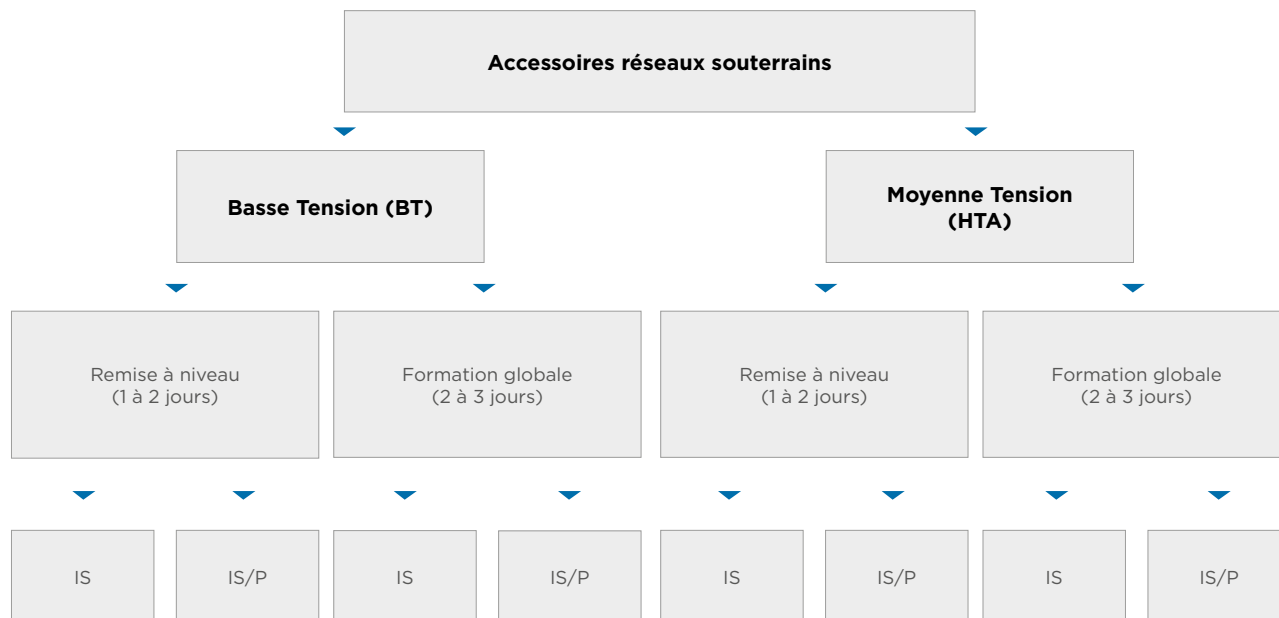 Accessoires réseaux souterrains
Basse Tension (BT)
Moyenne Tension
(HTA)
Remise à niveau
(1 à 2 jours)
Formation globale
(2 à 3 jours)
Remise à niveau
(1 à 2 jours)
Formation globale
(2 à 3 jours)
IS
IS/P
IS
IS/P
IS
IS/P
IS
IS/P